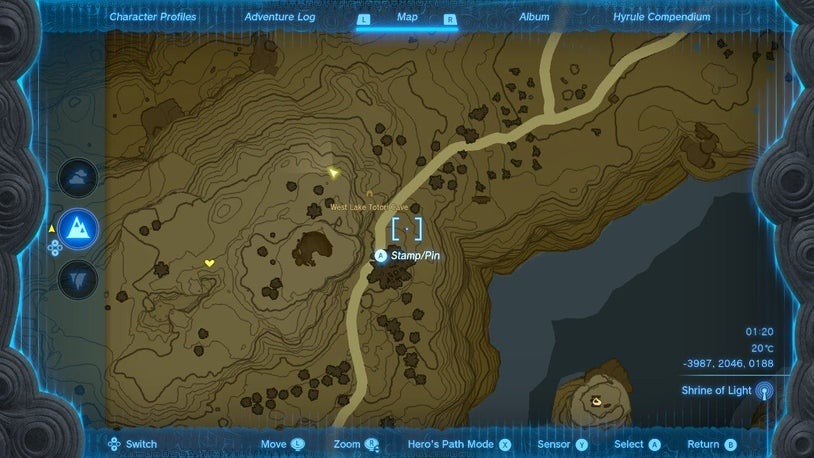 Character Profiles
Adventure Log
L
Map
R
Album
Hyrule Compendium
West Lake Totori Cave
A Stamp/Pin
01:20
20℃
-3987, 2046, 0188
Shrine of Light
Switch
Move L
Zoom R
Hero's Path Mode X
Sensor Y
Select A
Return B